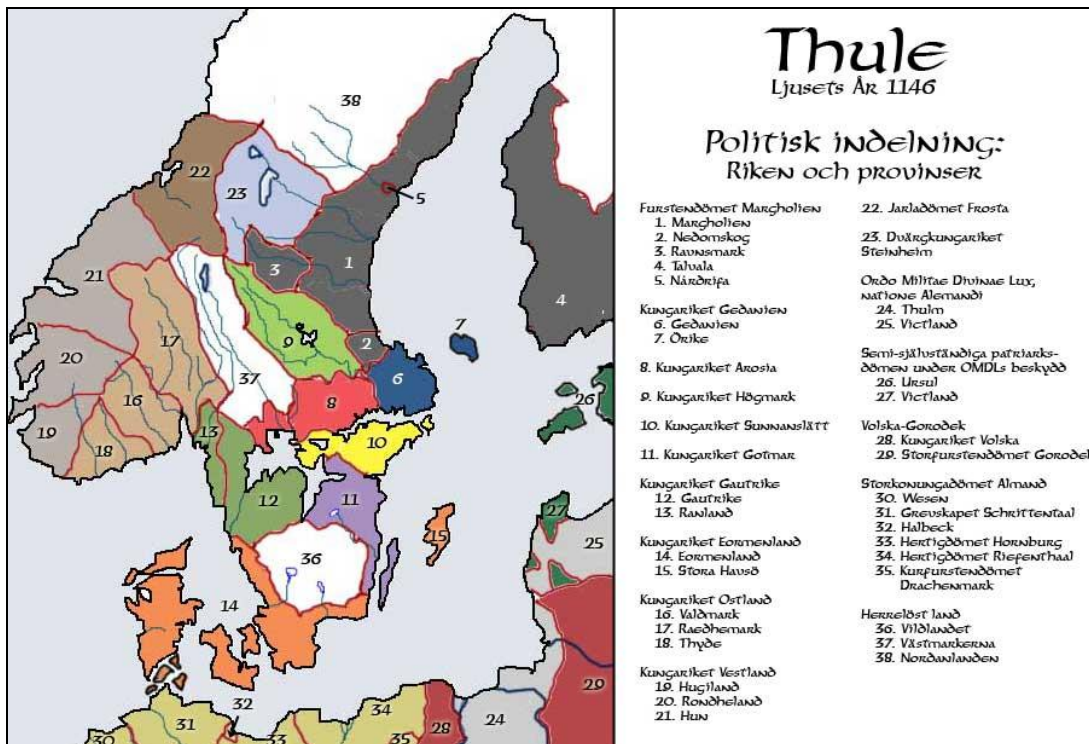 Thule
Ljusets År 1146
Politisk indelning:
Riken och provinser
Furstendömet Margholien
1. Margholien
2. Nedomskog
3. Ravnsmark
4. Talvala
5. Nårdrifa
Kungariket Gedanien
6. Gedanien
7. Örike
8. Kungariket Arosia
9. Kungariket Högmark
10. Kungariket Sunnanslätt
11. Kungariket Gotmar
Kungariket Gautrike
12. Gautrike
13. Ranland
Kungariket Eormenland
14. Eormenland
15. Stora Havsö
Kungariket Ostland
16. Valdmark
17. Raedhemark
18. Thyde
Kungariket Vestland
19. Hugiland
20. Rondheland
21. Hun
22. Jarladömet Frosta
23. Dvärgkungariket
Steinheim
Ordo Militae Divinae Lux,
natione Alemandi
24. Thulm
25. Victland
Semi-självständiga patriarks-
dömen under OMDLs beskydd
26. Ursul
27. Victland
Volska-Gorodek
28. Kungariket Volska
29. Storfurstendömet Gorodek
Storkonungadömet Almand
30. Wesen
31. Grevskapet Schrittentaal
32. Halbeck
33. Hertigdömet Hornburg
34. Hertigdömet Riefenthaal
35. Kurfurstendömet
Drachenmark
Herrelöst land
36. Vildlandet
37. Västmarkerna
38. Nordanlanden
38
22
23
5
21
3
1
4
7
9
2
17
20
37
6
8
26
16
13
10
19
18
12
11
27
15
25
36
14
29
32
31
34
24
30
33
35
28